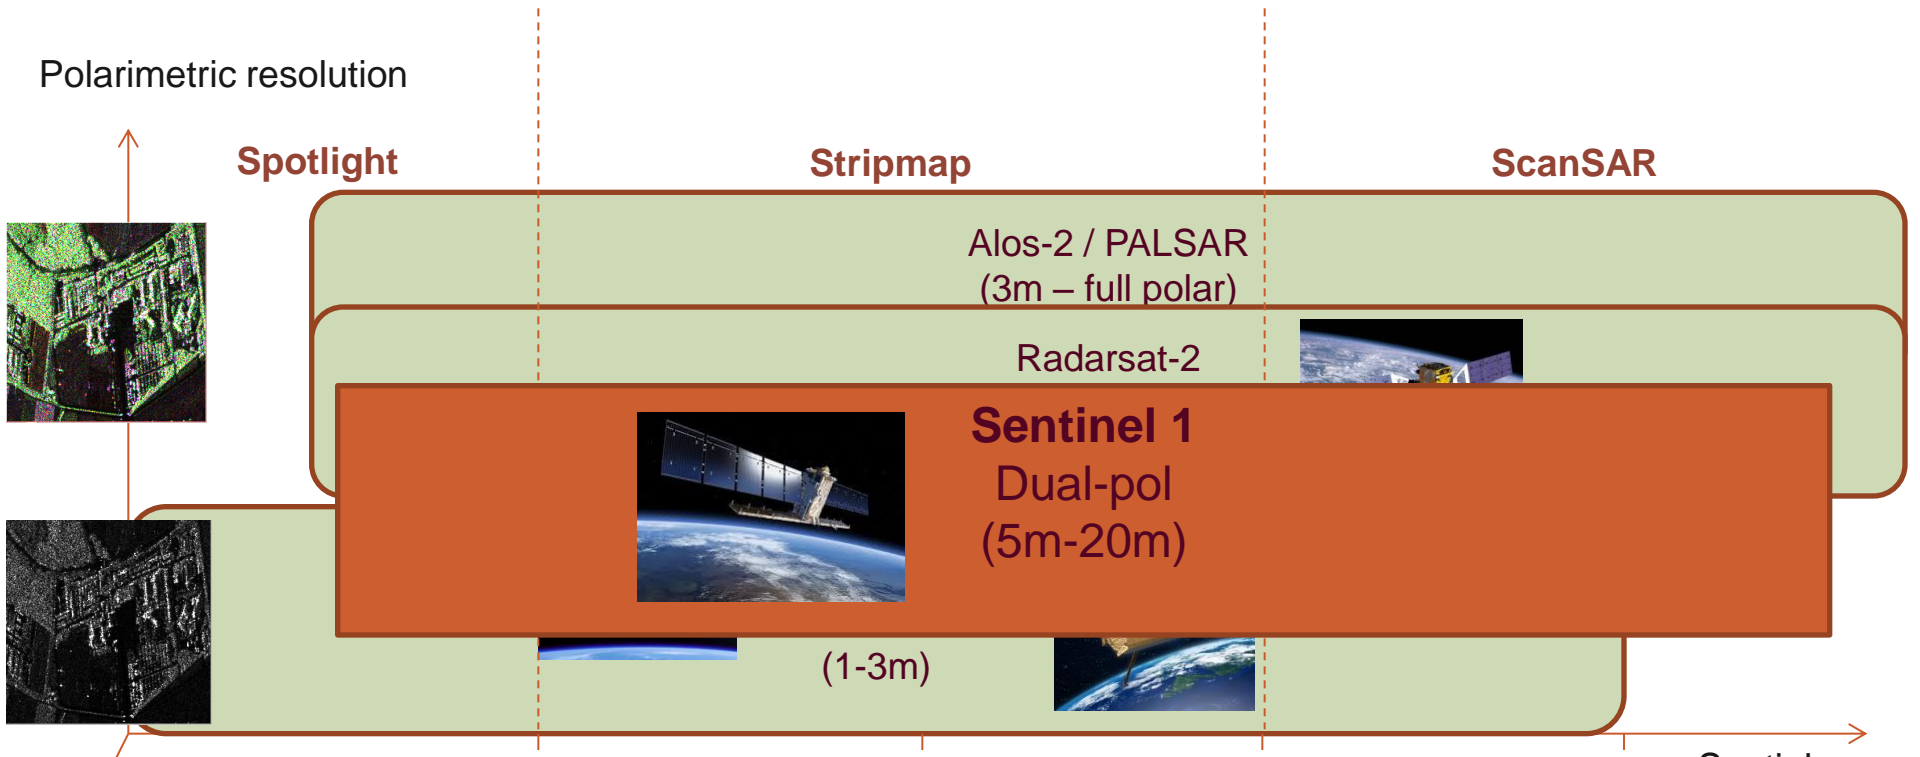 Polarimetric resolution
Spotlight
Stripmap
ScanSAR
Alos-2 / PALSAR
(3m – full polar)
Radarsat-2
Sentinel 1
Dual-pol
(5m-20m)
(1-3m)